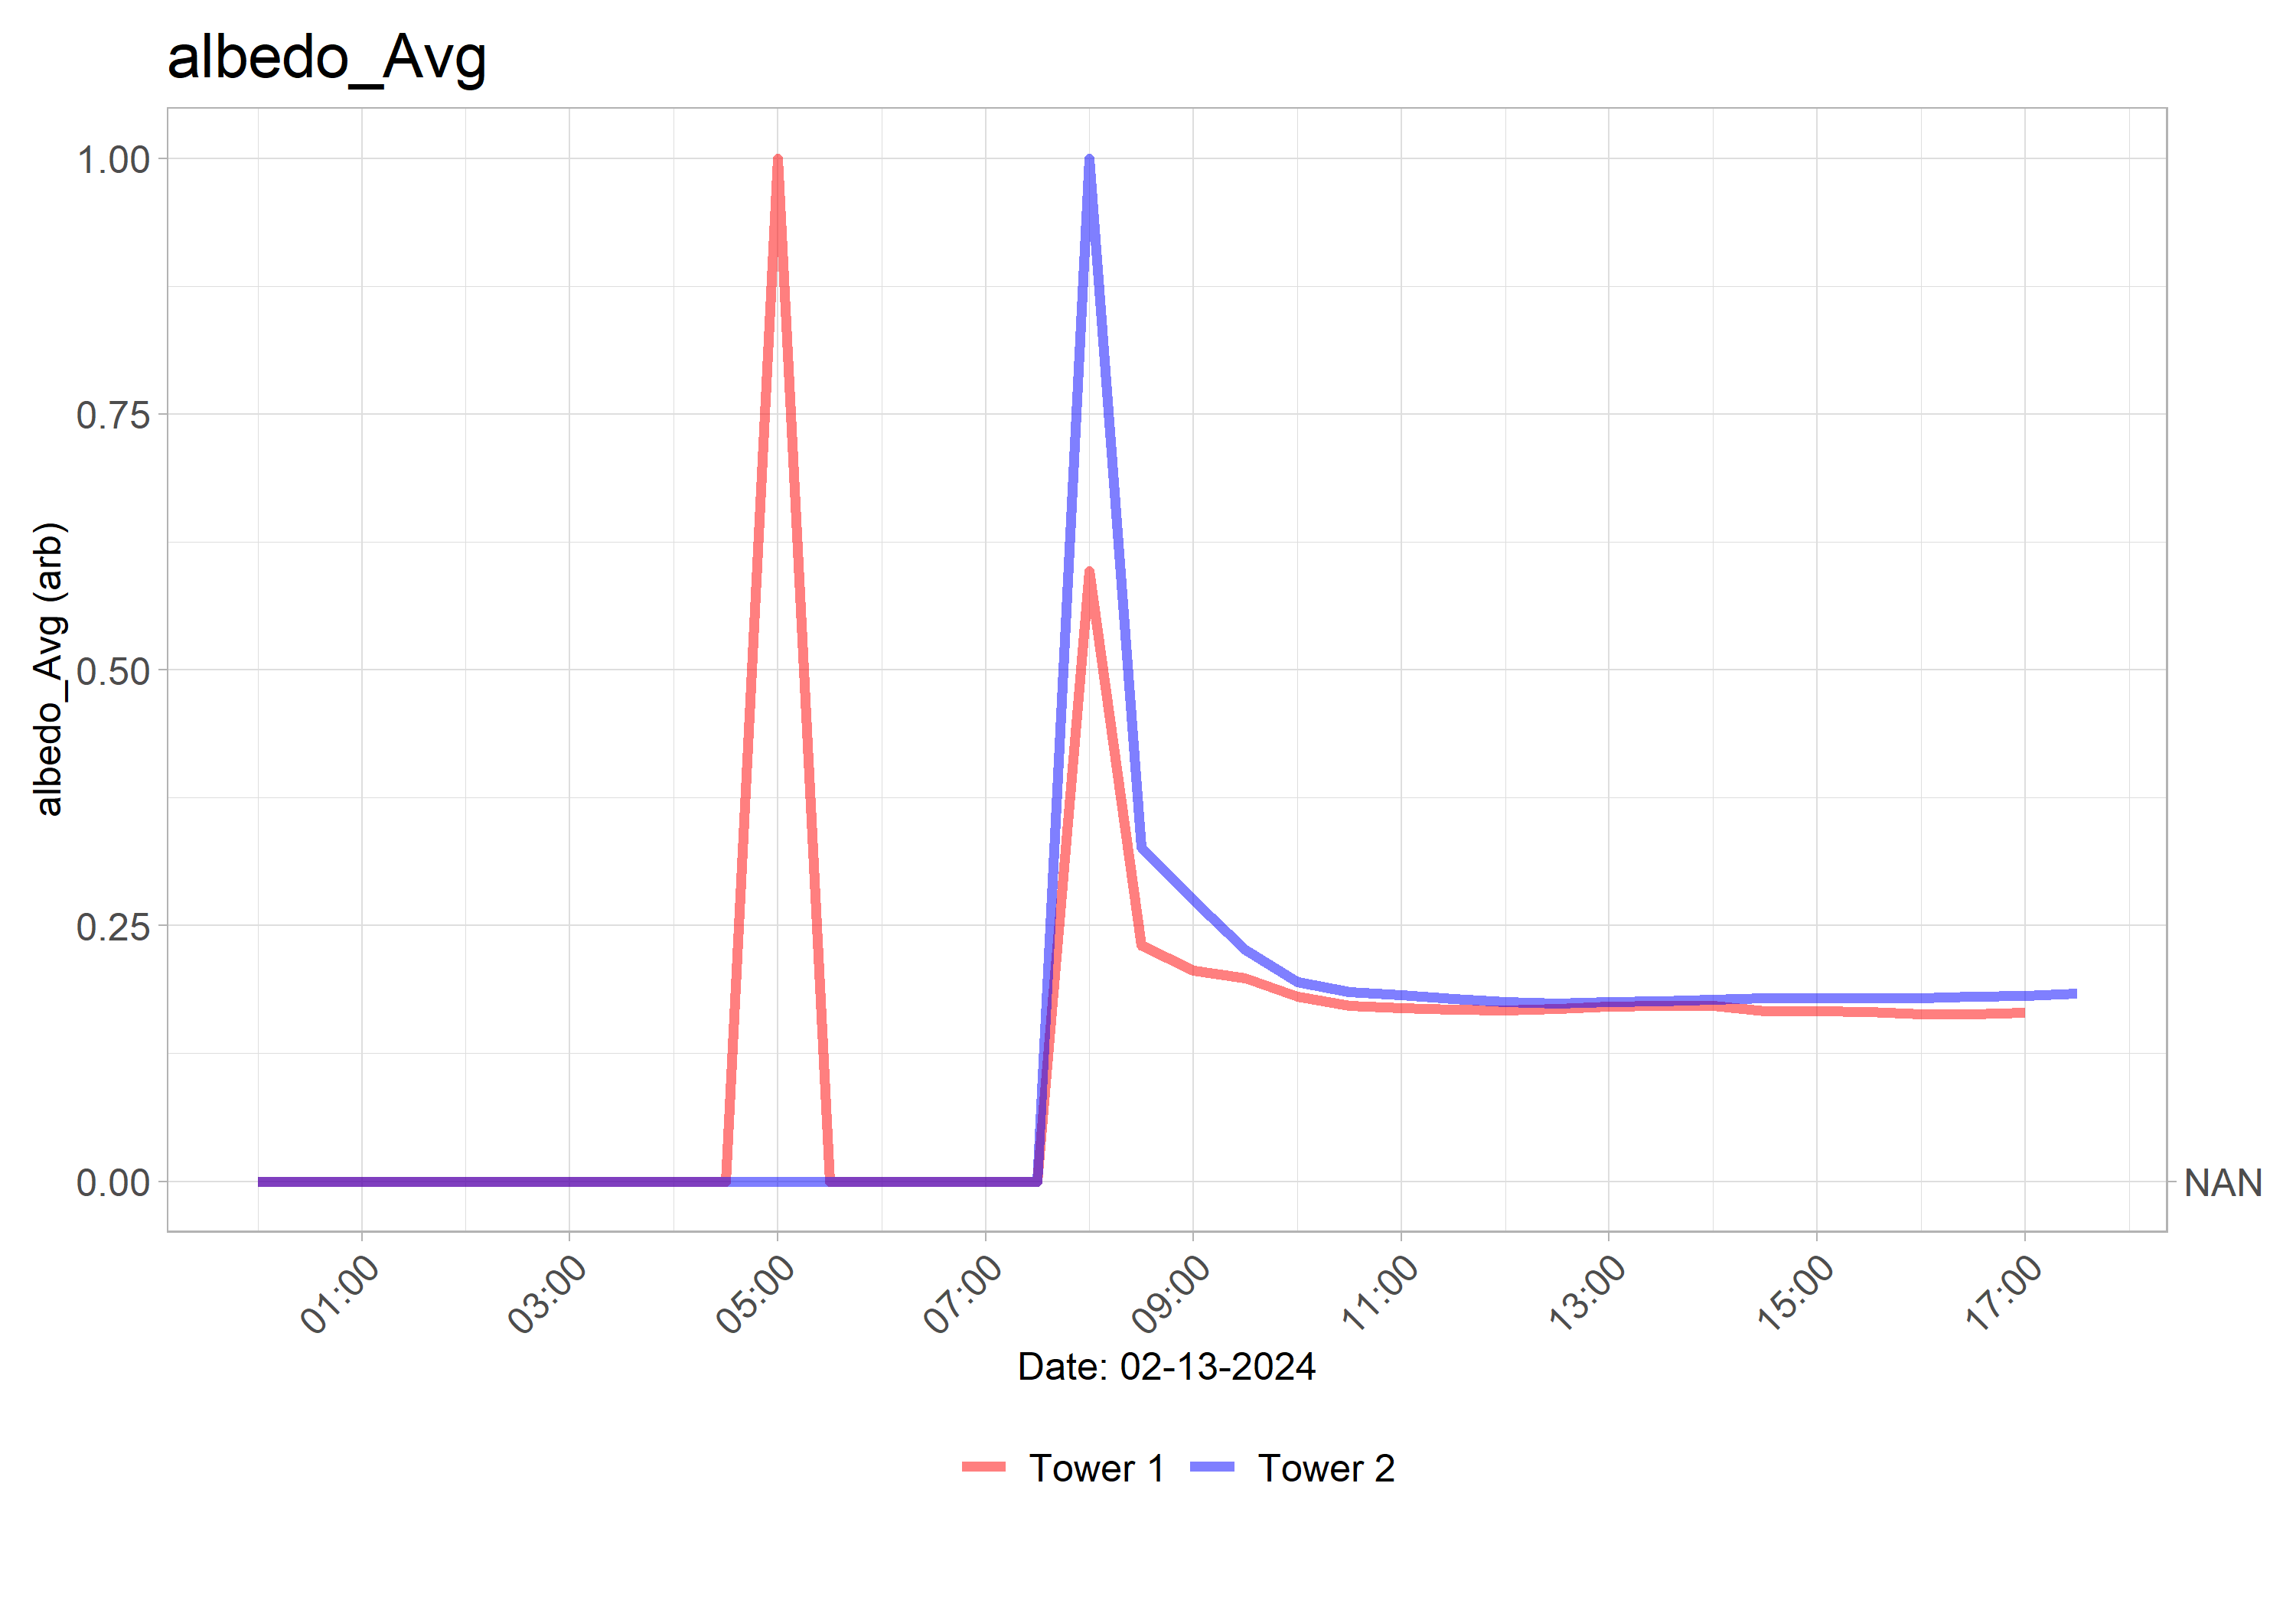 albedo_Avg
albedo_Avg (arb)
1.00
0.75
0.50
0.25
0.00
NAN
01:00 03:00 05:00 07:00 09:00 11:00 13:00 15:00 17:00
Date: 02-13-2024
Tower 1 Tower 2